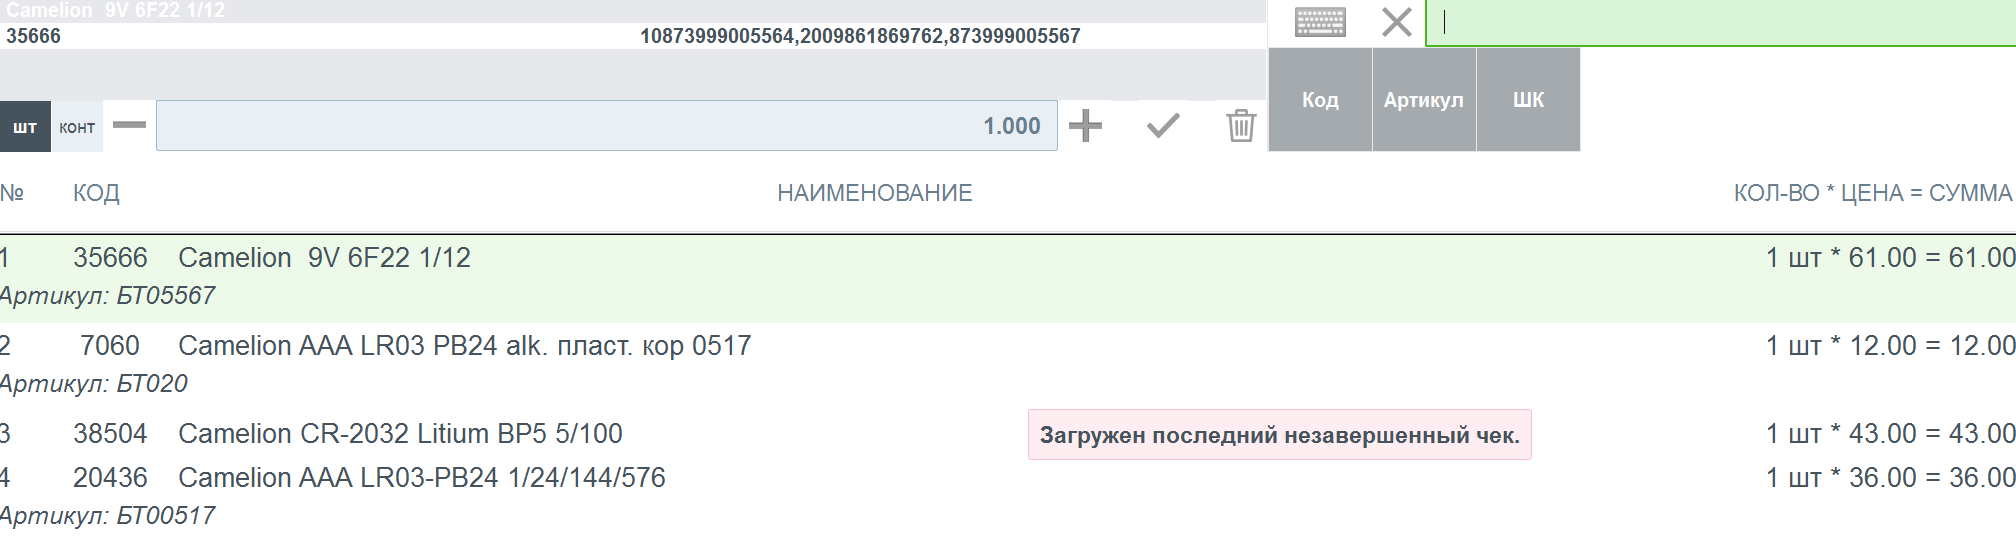 Camelion  9V 6F22 1/12
35666 10873999005564,2009861869762,873999005567
шт конт 1.000 Код Артикул ШК
№ КОД НАИМЕНОВАНИЕ КОЛ-ВО * ЦЕНА = СУММА
1 35666 Camelion  9V 6F22 1/12 1 шт * 61.00 = 61.00
Артикул: БТ05567
2 7060 Camelion AAA LR03 PB24 alk. пласт. кор 0517 1 шт * 12.00 = 12.00
Артикул: БТ020
3 38504 Camelion CR-2032 Litium BP5 5/100 1 шт * 43.00 = 43.00
Загружен последний незавершенный чек.
4 20436 Camelion AAA LR03-PB24 1/24/144/576 1 шт * 36.00 = 36.00
Артикул: БТ00517